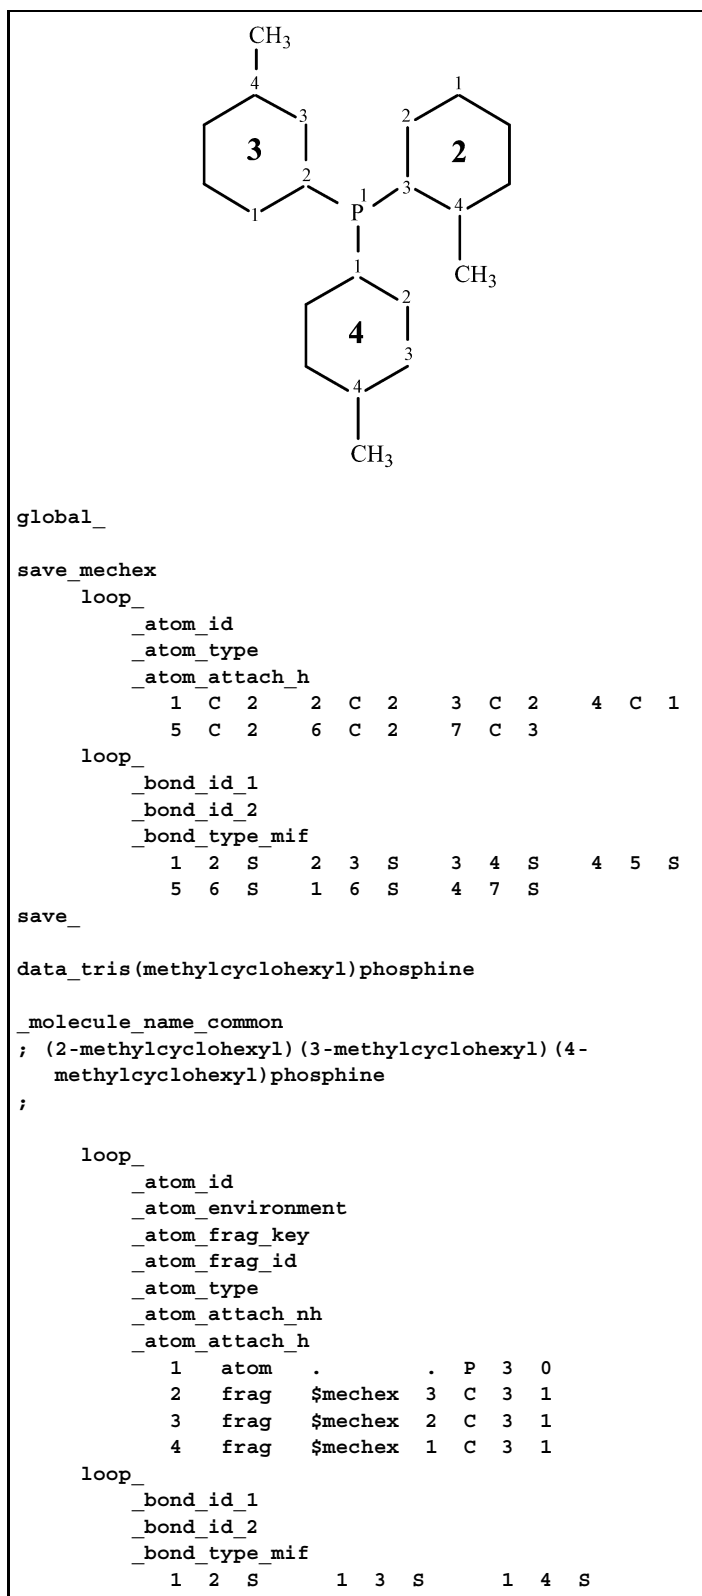 CH3
4
3
3
2
1
1
2
2
3
4
CH3
P 1
1
2
4
3
4
CH3
global_
save_mechex
loop_
_atom_id
_atom_type
_atom_attach_h
1 C 2 2 C 2 3 C 2 4 C 1
5 C 2 6 C 2 7 C 3
loop_
_bond_id_1
_bond_id_2
_bond_type_mif
1 2 S 2 3 S 3 4 S 4 5 S
5 6 S 1 6 S 4 7 S
save_
data_tris(methylcyclohexyl)phosphine
_molecule_name_common
; (2-methylcyclohexyl)(3-methylcyclohexyl)(4-
methylcyclohexyl)phosphine
;
loop_
_atom_id
_atom_environment
_atom_frag_key
_atom_frag_id
_atom_type
_atom_attach_nh
_atom_attach_h
1 atom . . P 3 0
2 frag $mechex 3 C 3 1
3 frag $mechex 2 C 3 1
4 frag $mechex 1 C 3 1
loop_
_bond_id_1
_bond_id_2
_bond_type_mif
1 2 S 1 3 S 1 4 S